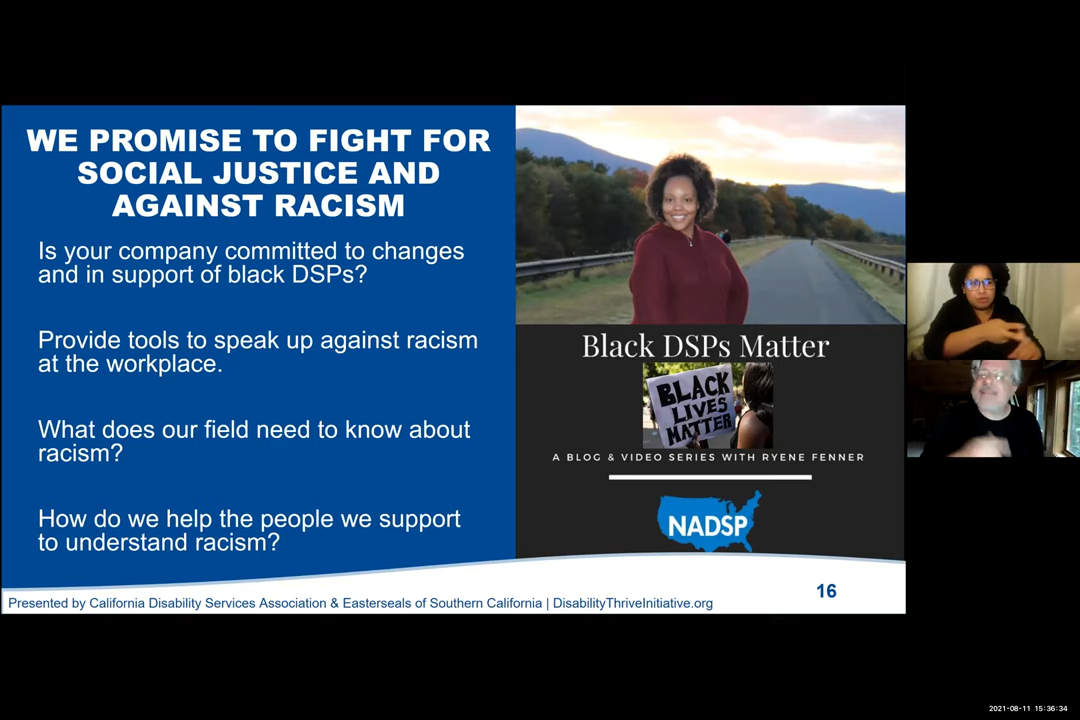 WE PROMISE TO FIGHT FOR
SOCIAL JUSTICE AND
AGAINST RACISM
Is your company committed to changes
and in support of black DSPs?
Provide tools to speak up against racism
at the workplace.
What does our field need to know about
racism?
How do we help the people we support
to understand racism?
Black DSPs Matter
BLACK
LIVES
MATTER
A BLOG & VIDEO SERIES WITH RYENE FENNER
NADSP
Presented by California Disability Services Association & Easterseals of Southern California | DisabilityThriveInitiative.org
16
2021-08-11 15:36:34